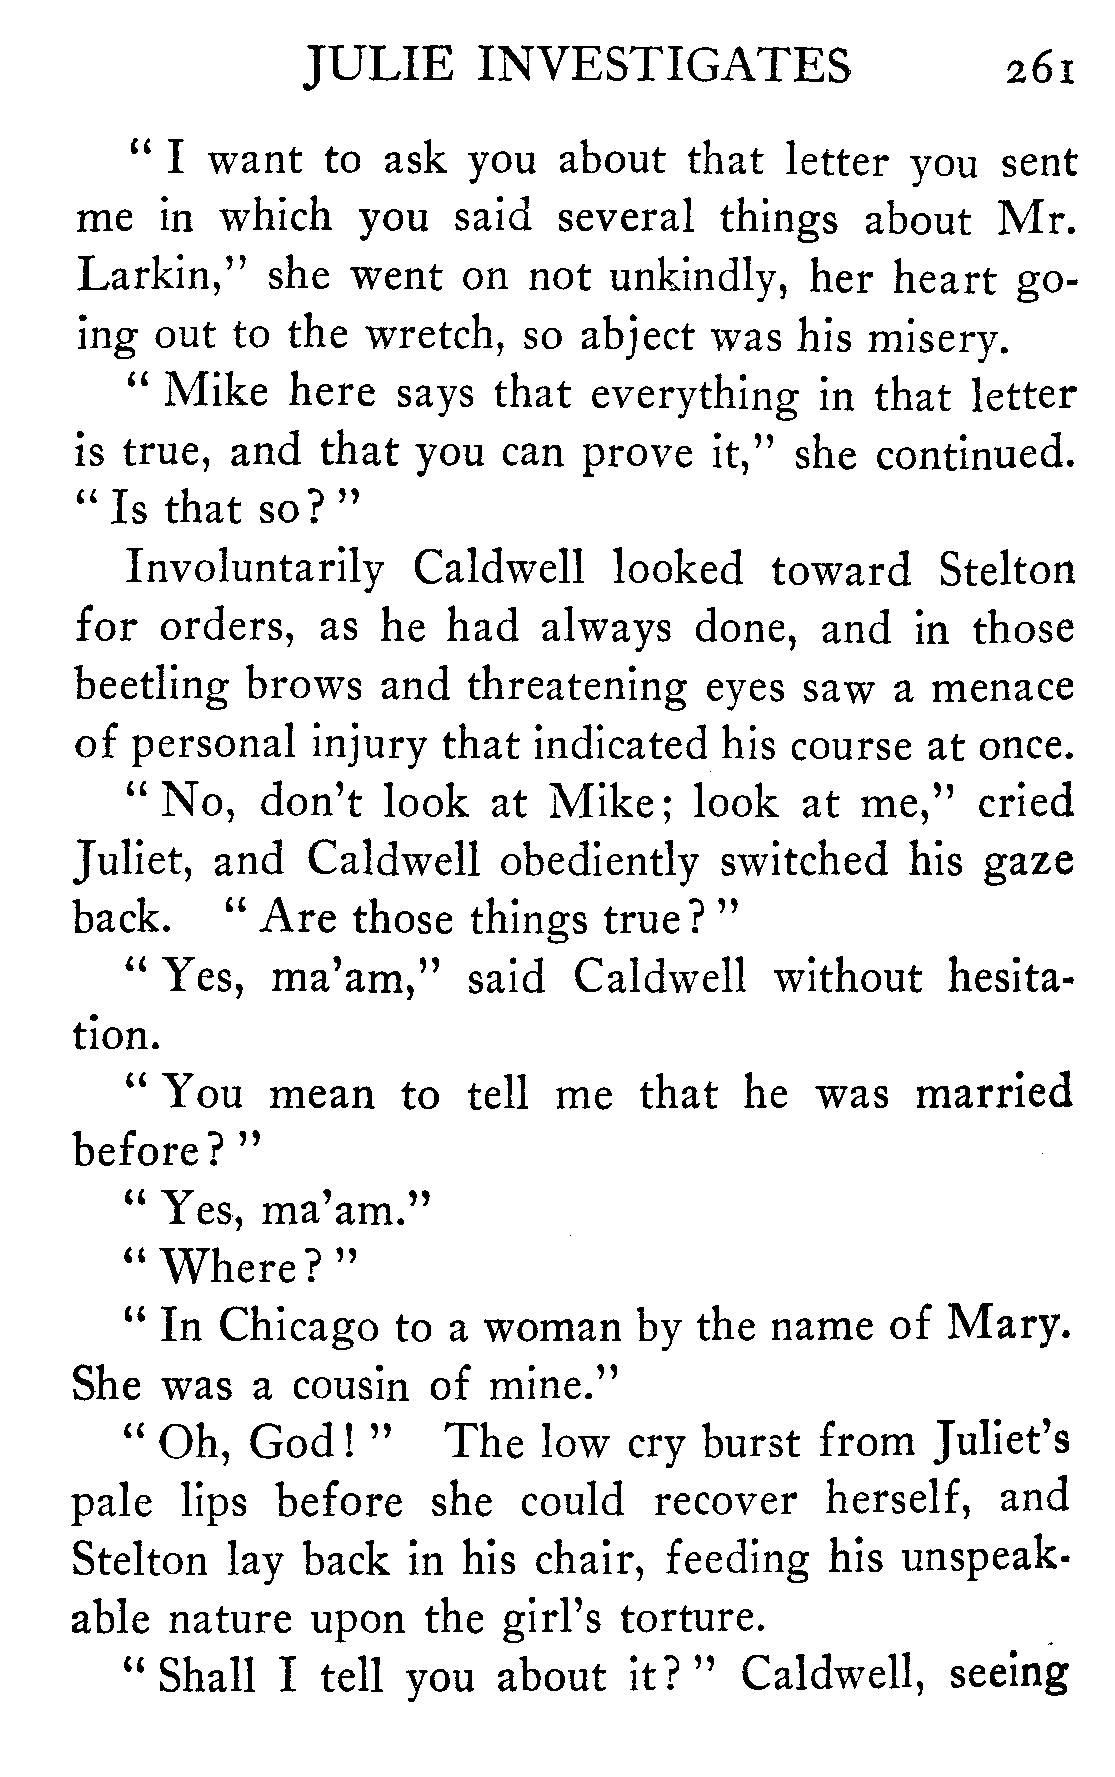 JULIE INVESTIGATES 261
“ I want to ask you about that letter you sent
me in which you said several things about Mr.
Larkin,” she went on not unkindly, her heart go-
ing out to the wretch, so abject was his misery.
“ Mike here says that everything in that letter
is true, and that you can prove it,” she continued.
“ Is that so? ”
Involuntarily Caldwell looked toward Stelton
for orders, as he had always done, and in those
beetling brows and threatening eyes saw a menace
of personal injury that indicated his course at once.
“ No, don’t look at Mike; look at me,” cried
Juliet, and Caldwell obediently switched his gaze
back. “ Are those things true? ”
“ Yes, ma’am,” said Caldwell without hesita-
tion.
“ You mean to tell me that he was married
before? ”
“ Yes, ma’am.”
“ Where? ”
“ In Chicago to a woman by the name of Mary.
She was a cousin of mine.”
“ Oh, God! ” The low cry burst from Juliet’s
pale lips before she could recover herself, and
Stelton lay back in his chair, feeding his unspeak-
able nature upon the girl’s torture.
“ Shall I tell you about it? ” Caldwell, seeing